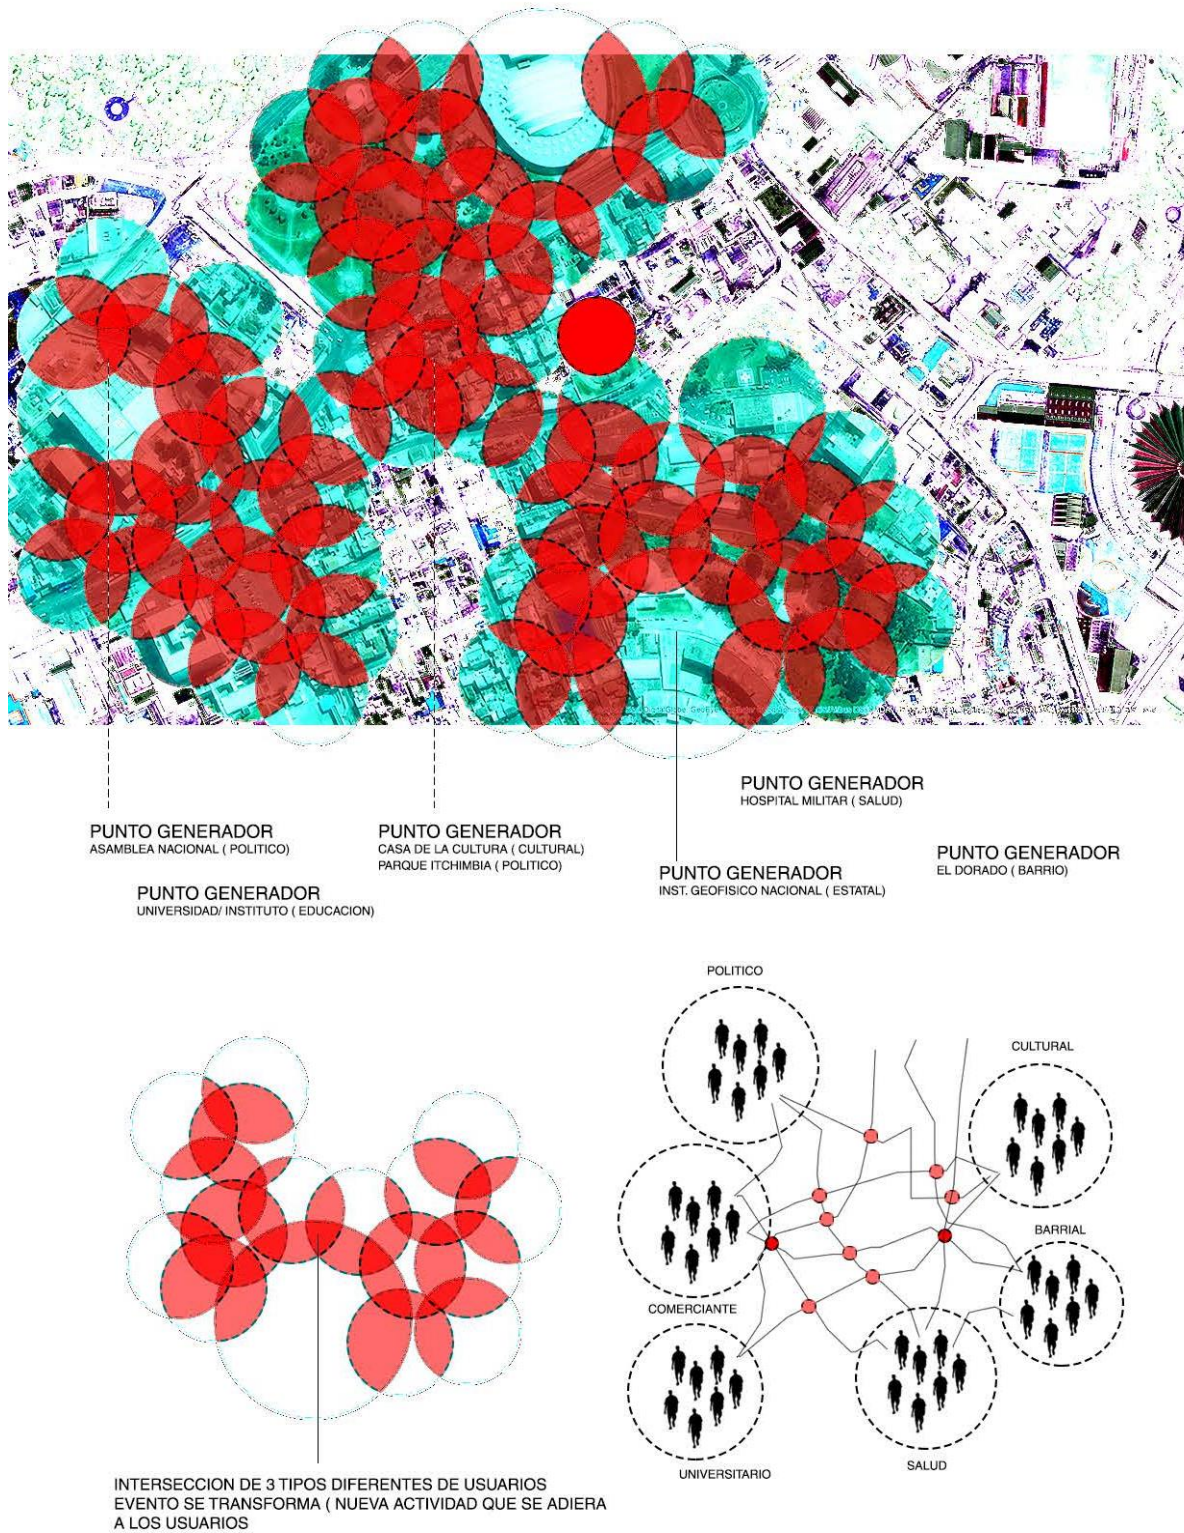 PUNTO GENERADOR
HOSPITAL MILITAR ( SALUD)
PUNTO GENERADOR
ASAMBLEA NACIONAL ( POLITICO)
PUNTO GENERADOR
CASA DE LA CULTURA ( CULTURAL)
PARQUE ITCHIMBIA ( POLITICO)
PUNTO GENERADOR
EL DORADO ( BARRIO)
PUNTO GENERADOR
INST. GEOFISICO NACIONAL ( ESTATAL)
PUNTO GENERADOR
UNIVERSIDAD/ INSTITUTO ( EDUCACION)
POLITICO
CULTURAL
BARRIAL
COMERCIANTE
UNIVERSITARIO
SALUD
INTERSECCION DE 3 TIPOS DIFERENTES DE USUARIOS
EVENTO SE TRANSFORMA ( NUEVA ACTIVIDAD QUE SE ADIERA
A LOS USUARIOS